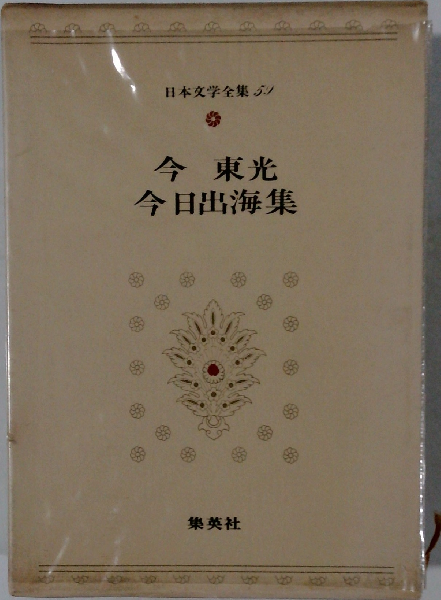 日本文学全集 59
今 東光
今日出海集
集英社